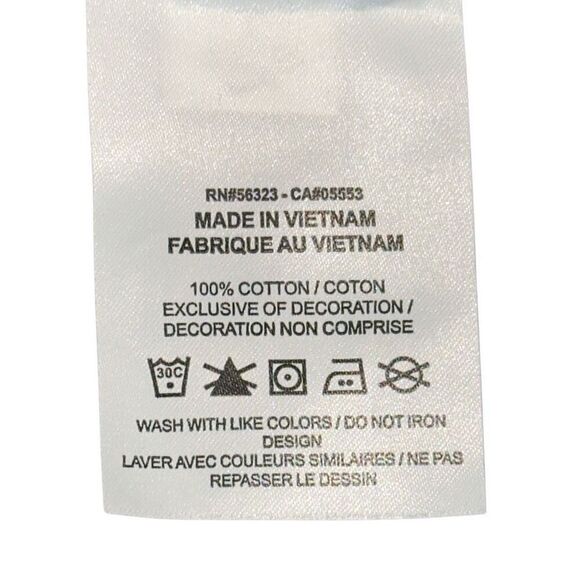 RN#56323 - CA#05553
MADE IN VIETNAM
FABRIQUE AU VIETNAM
100% COTTON / COTON
EXCLUSIVE OF DECORATION /
DECORATION NON COMPRISE
30C
WASH WITH LIKE COLORS / DO NOT IRON
DESIGN
LAVER AVEC COULEURS SIMILAIRES / NE PAS
REPASSER LE DESSIN